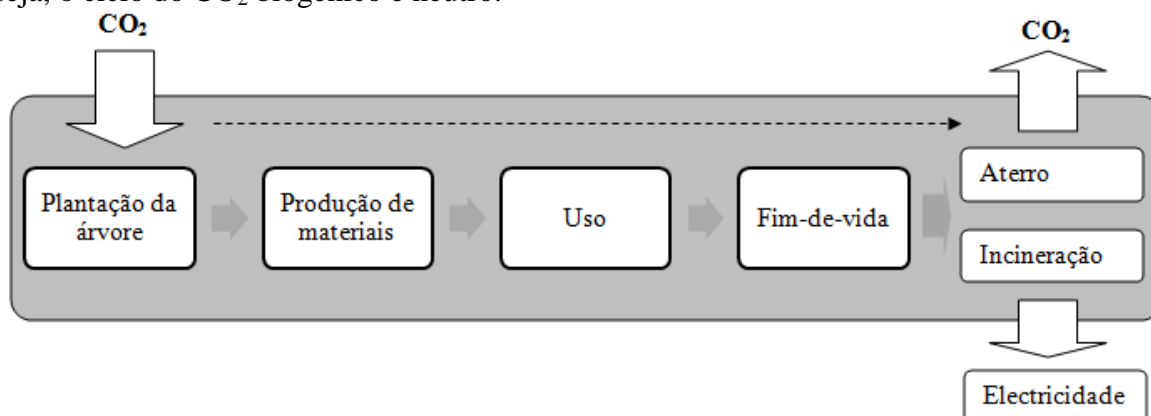 seja, o ciclo do CO₂ biogénico é neutro.
CO₂
CO₂
Plantação da
árvore
Produção de
materiais
Uso
Fim-de-vida
Aterro
Incineração
Electricidade